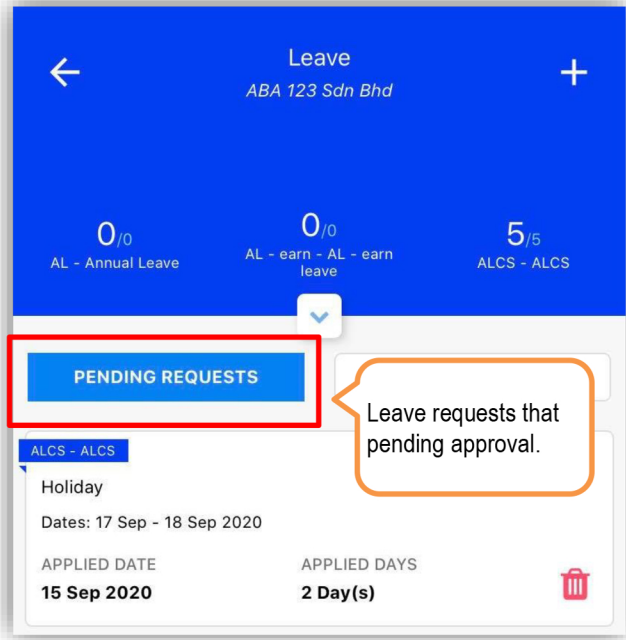 Leave
ABA 123 Sdn Bhd
0/0
AL - Annual Leave
0/0
AL - earn - AL - earn
leave
5/5
ALCS - ALCS
PENDING REQUESTS
Leave requests that
pending approval.
ALCS - ALCS
Holiday
Dates: 17 Sep - 18 Sep 2020
APPLIED DATE
APPLIED DAYS
15 Sep 2020
2 Day(s)